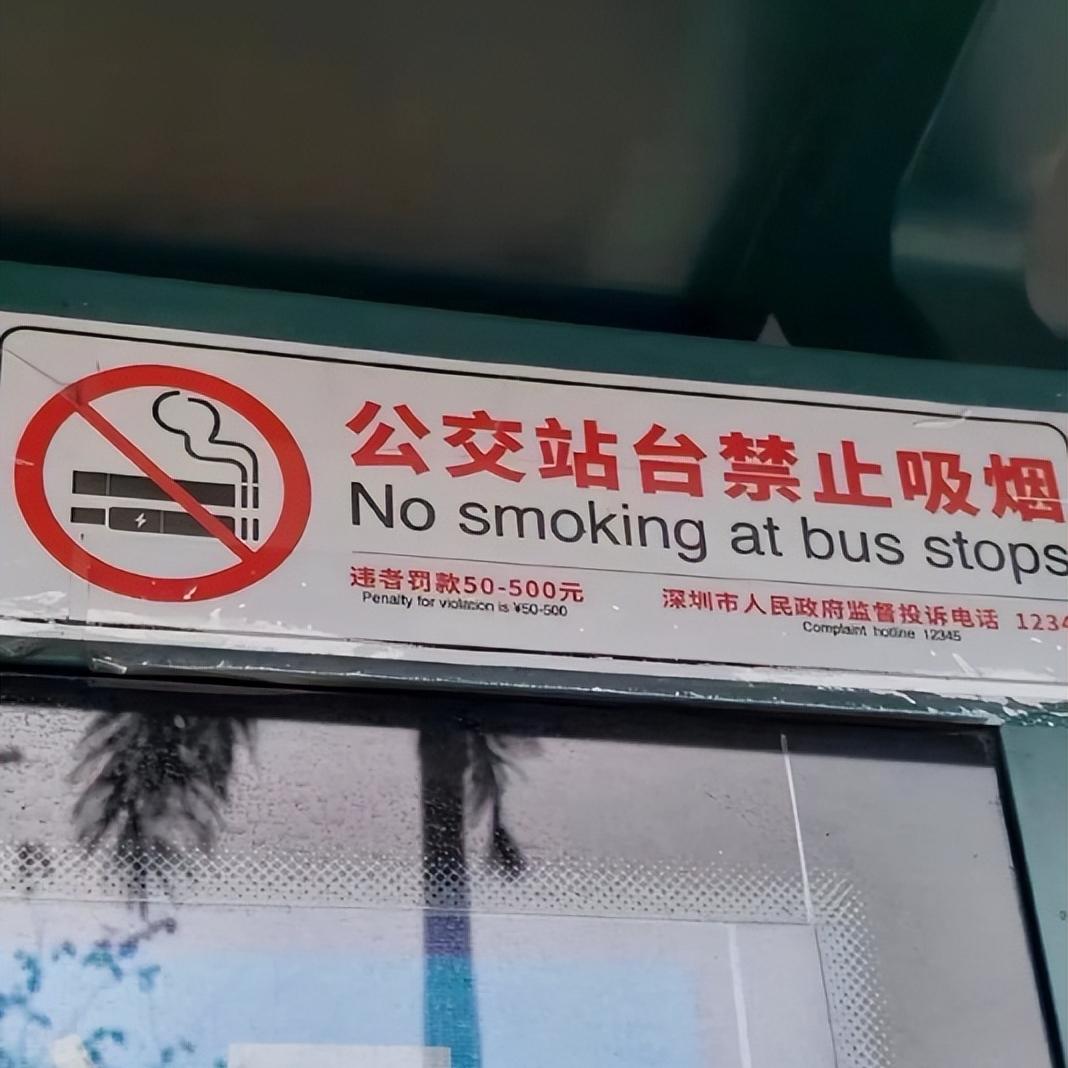 公交站台禁止吸烟
No smoking at bus stops
违者罚款50-500元
Penalty for violation is ¥50-500
深圳市人民政府监督投诉电话 1234
Complaint hotline 12345